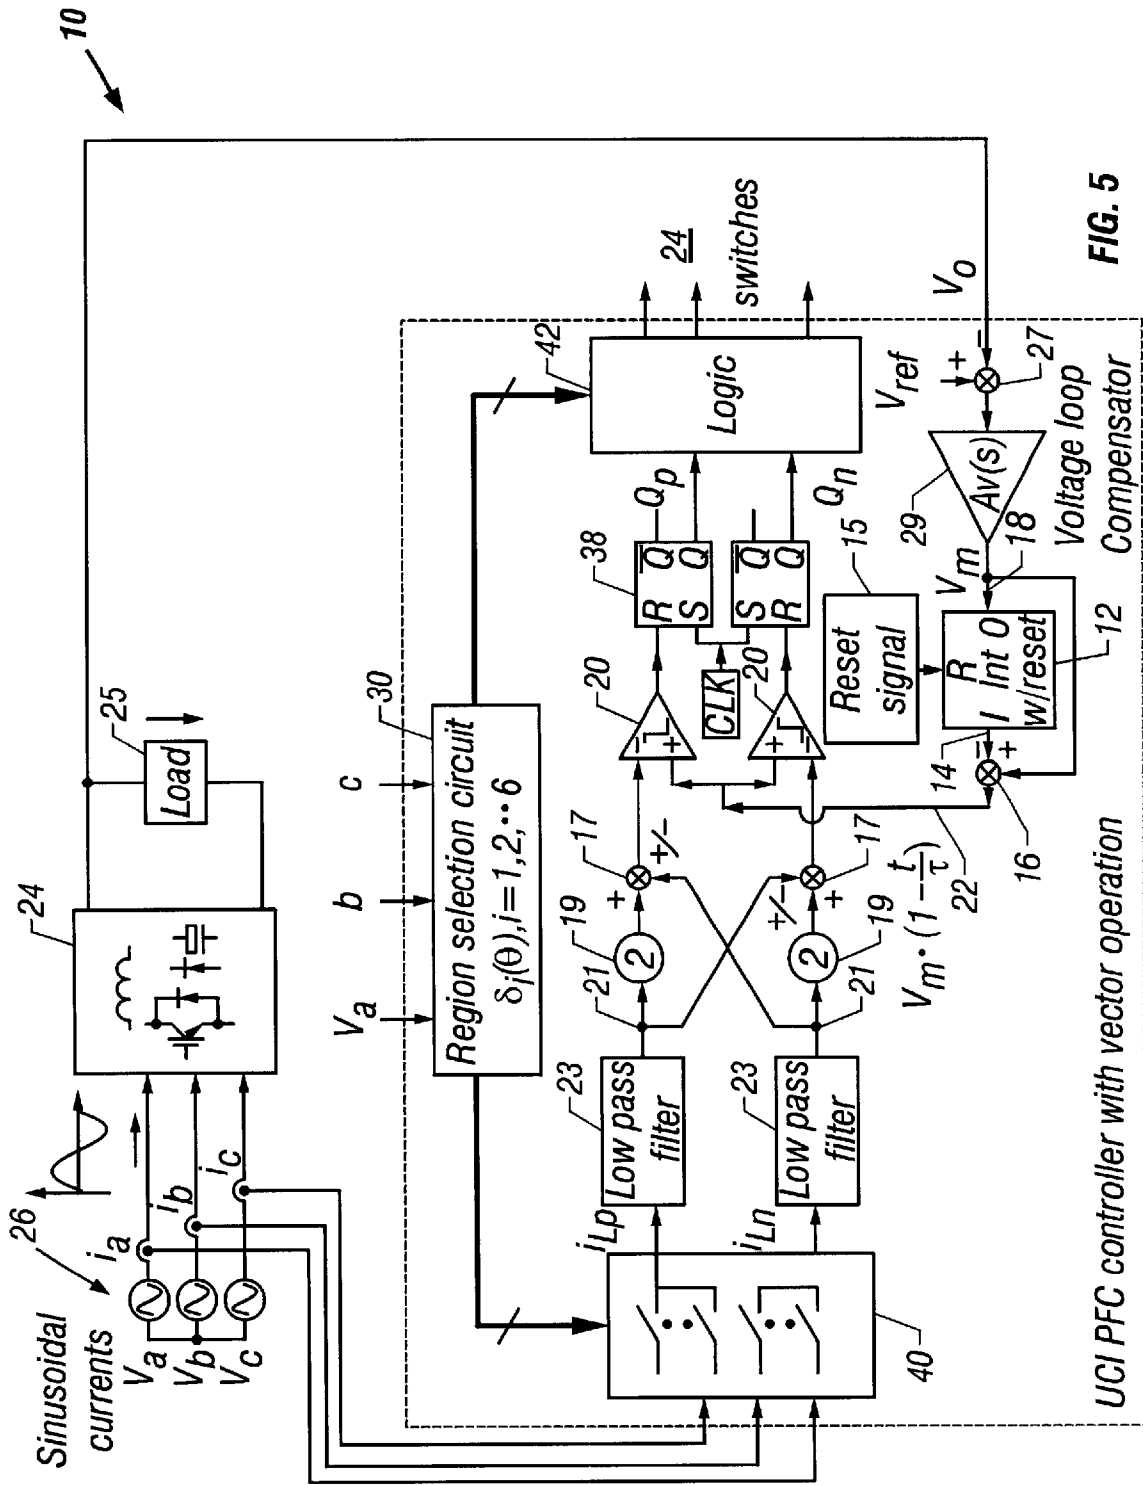 10
26
Sinusoidal
currents
Va
Vb
Vc
ia
ib
ic
24
25
Load
Va
b
c
30
Region selection circuit
δi(θ), i = 1, 2, •• 6
40
iLp
iLn
23
Low pass
filter
23
Low pass
filter
21
21
19
2
19
2
+
+/−
17
+/−
+
17
Vm • (1 - t/τ)
22
20
−
+
20
+
−
CLK
38
R Q̅
S Q
S Q̅
R Q
Qp
Qn
42
Logic
24
switches
15
Reset
signal
R
I Int O
w/reset
12
14
−
+
16
18
Vm
29
Av(s)
Voltage loop
Compensator
Vref
+
−
27
Vo
UCI PFC controller with vector operation
FIG. 5